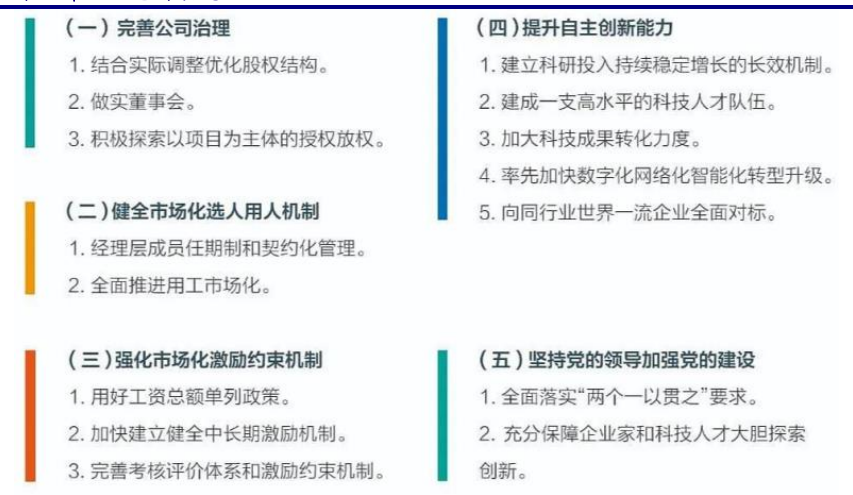 （一）完善公司治理
1. 结合实际调整优化股权结构。
2. 做实董事会。
3. 积极探索以项目为主体的授权放权。
（二）健全市场化选人用人机制
1. 经理层成员任期制和契约化管理。
2. 全面推进用工市场化。
（三）强化市场化激励约束机制
1. 用好工资总额单列政策。
2. 加快建立健全中长期激励机制。
3. 完善考核评价体系和激励约束机制。
（四）提升自主创新能力
1. 建立科研投入持续稳定增长的长效机制。
2. 建成一支高水平的科技人才队伍。
3. 加大科技成果转化力度。
4. 率先加快数字化网络化智能化转型升级。
5. 向同行业世界一流企业全面对标。
（五）坚持党的领导加强党的建设
1. 全面落实“两个一以贯之”要求。
2. 充分保障企业家和科技人才大胆探索
创新。